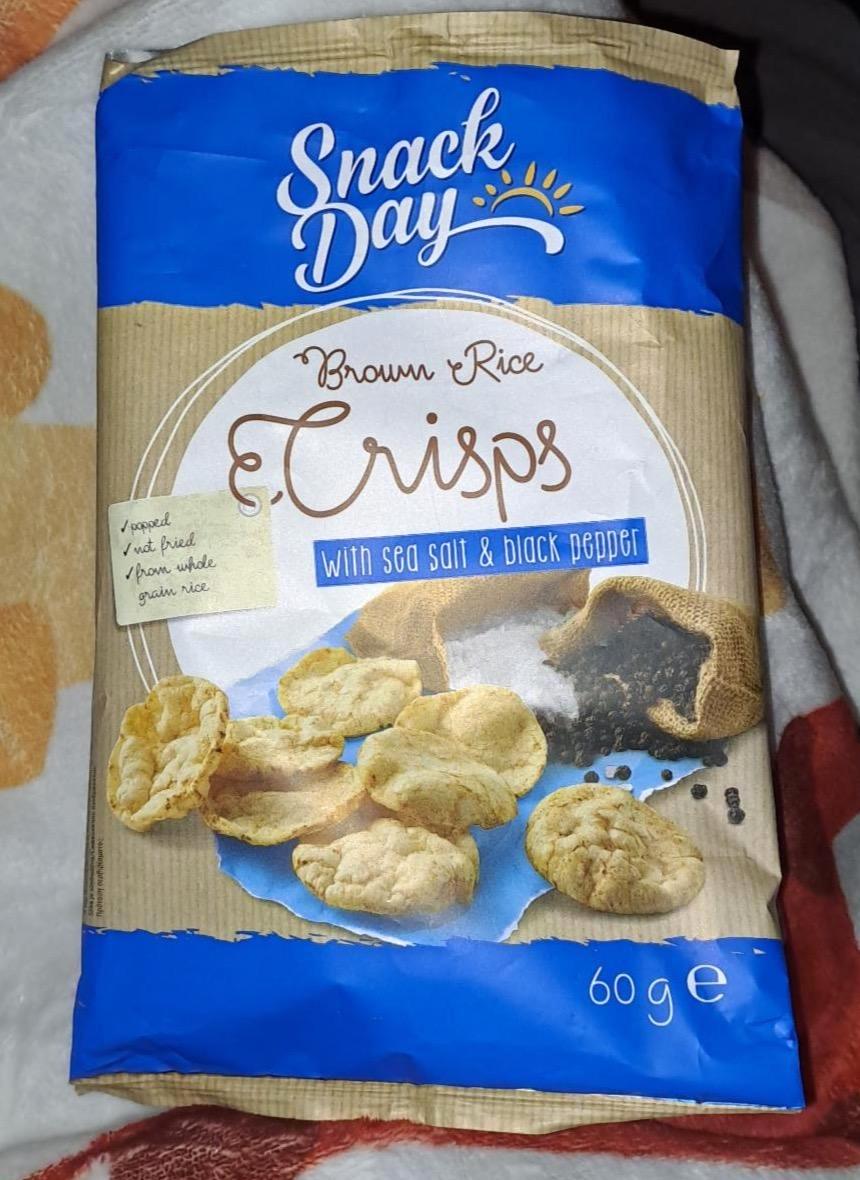 Snack
Day
Brown Rice
Crisps
✓ popped
✓ not fried
✓ from whole
grain rice
with sea salt & black pepper
60 g e